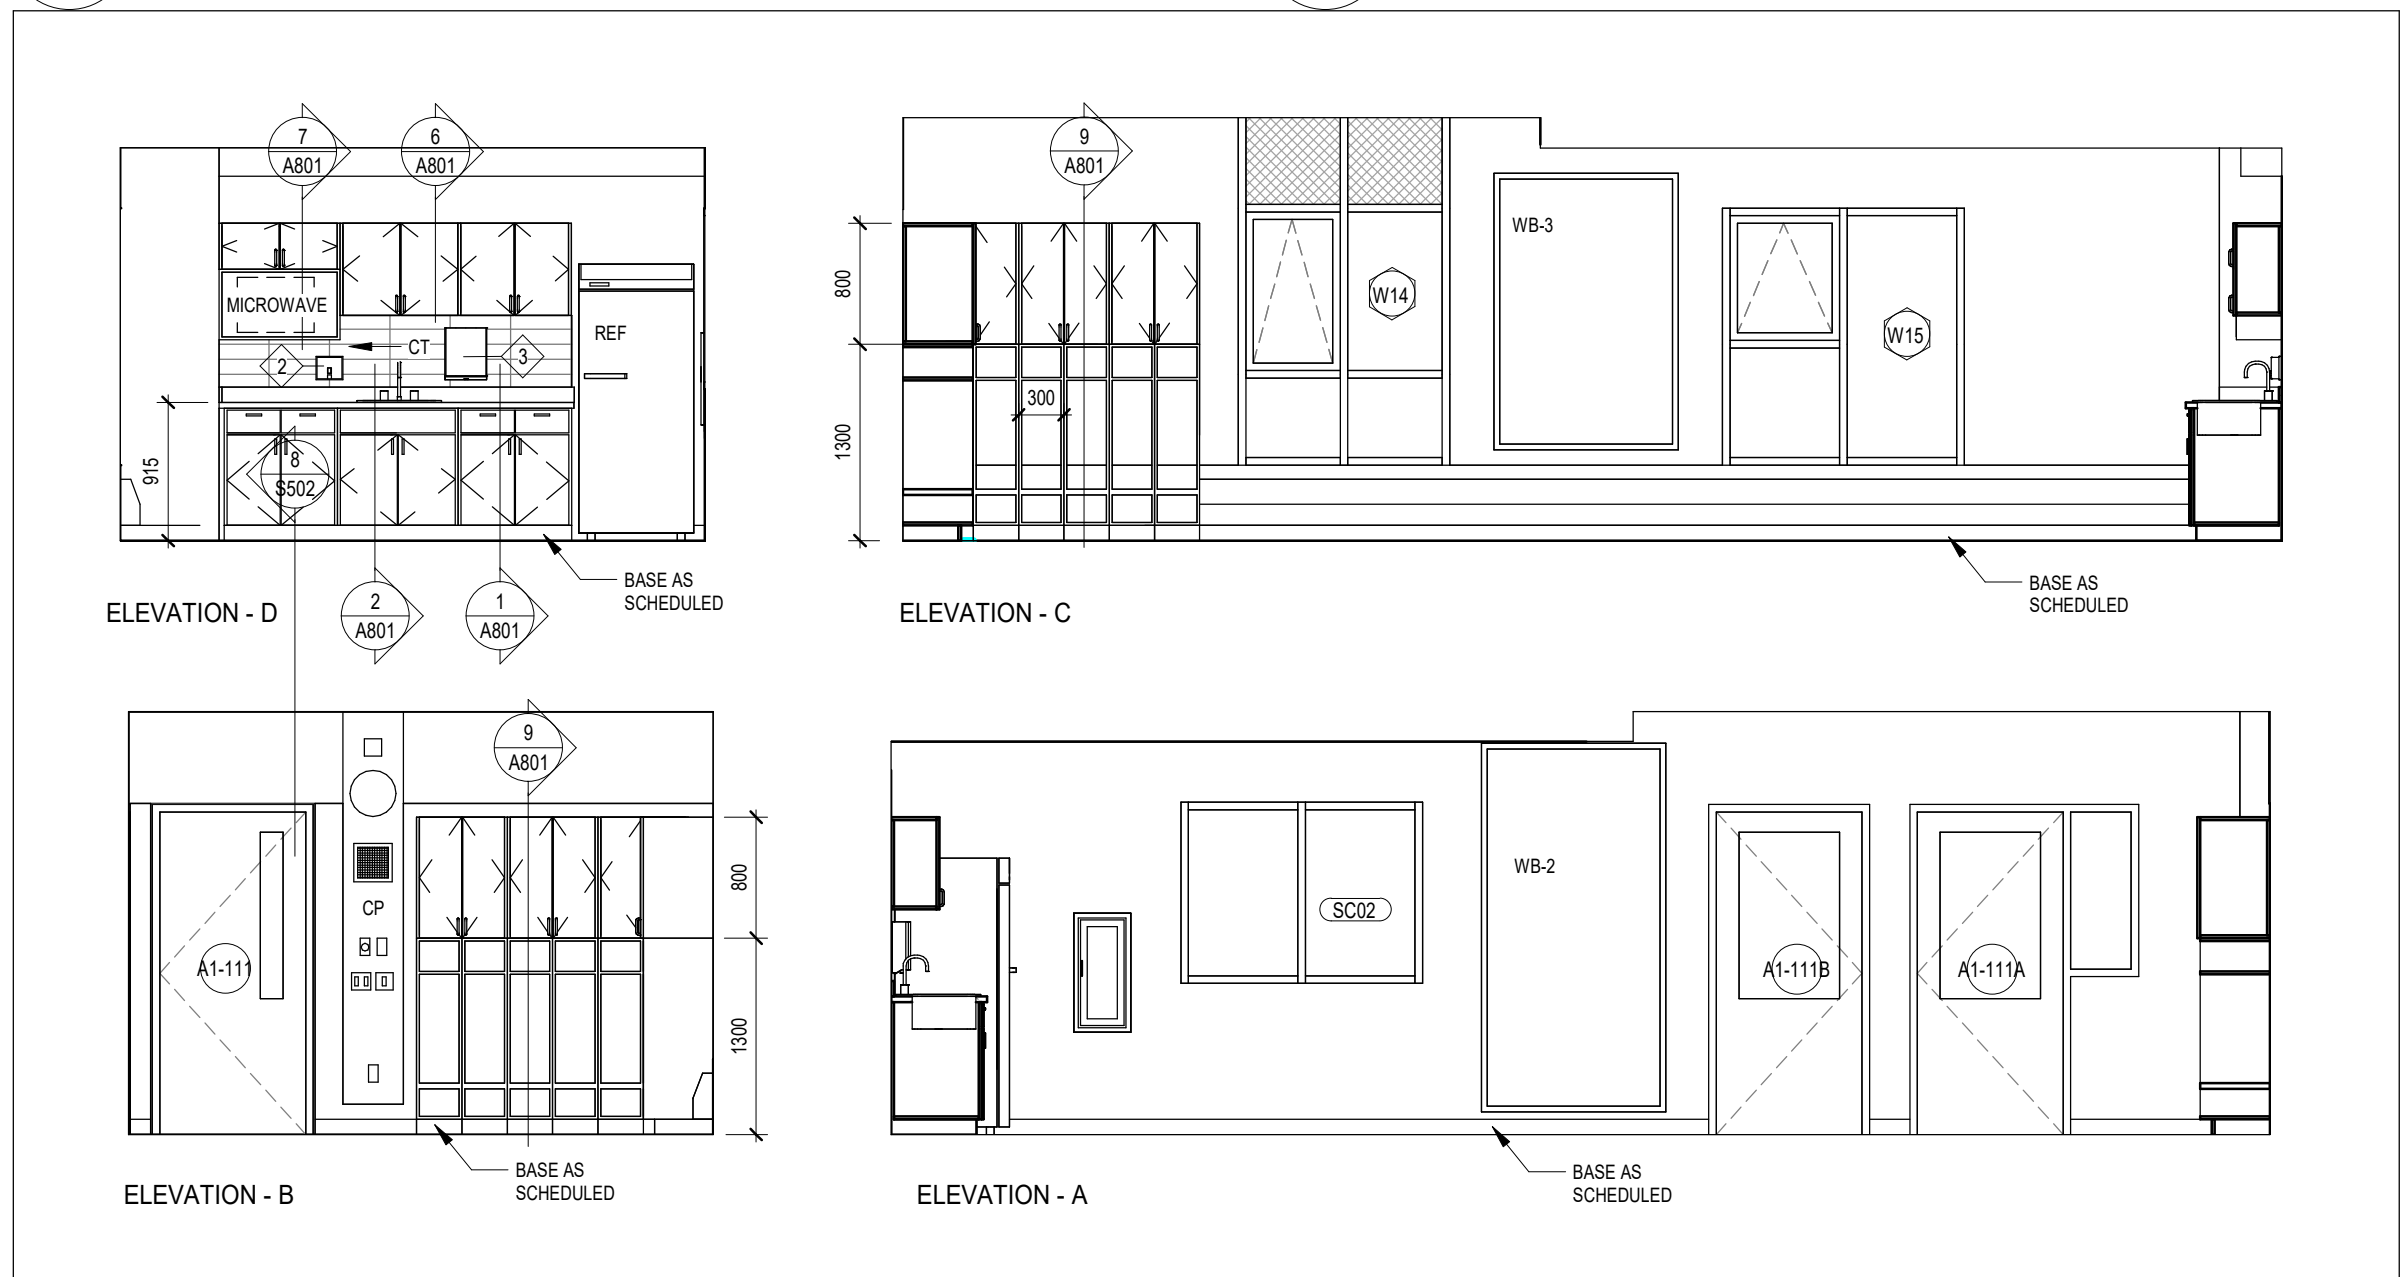 7
A801
6
A801
MICROWAVE
REF
CT
2
3
915
8
S502
BASE AS
SCHEDULED
2
A801
1
A801
ELEVATION - D
9
A801
800
1300
300
W14
WB-3
W15
BASE AS
SCHEDULED
ELEVATION - C
9
A801
CP
A1-111
800
1300
BASE AS
SCHEDULED
ELEVATION - B
SC02
WB-2
A1-111B
A1-111A
BASE AS
SCHEDULED
ELEVATION - A